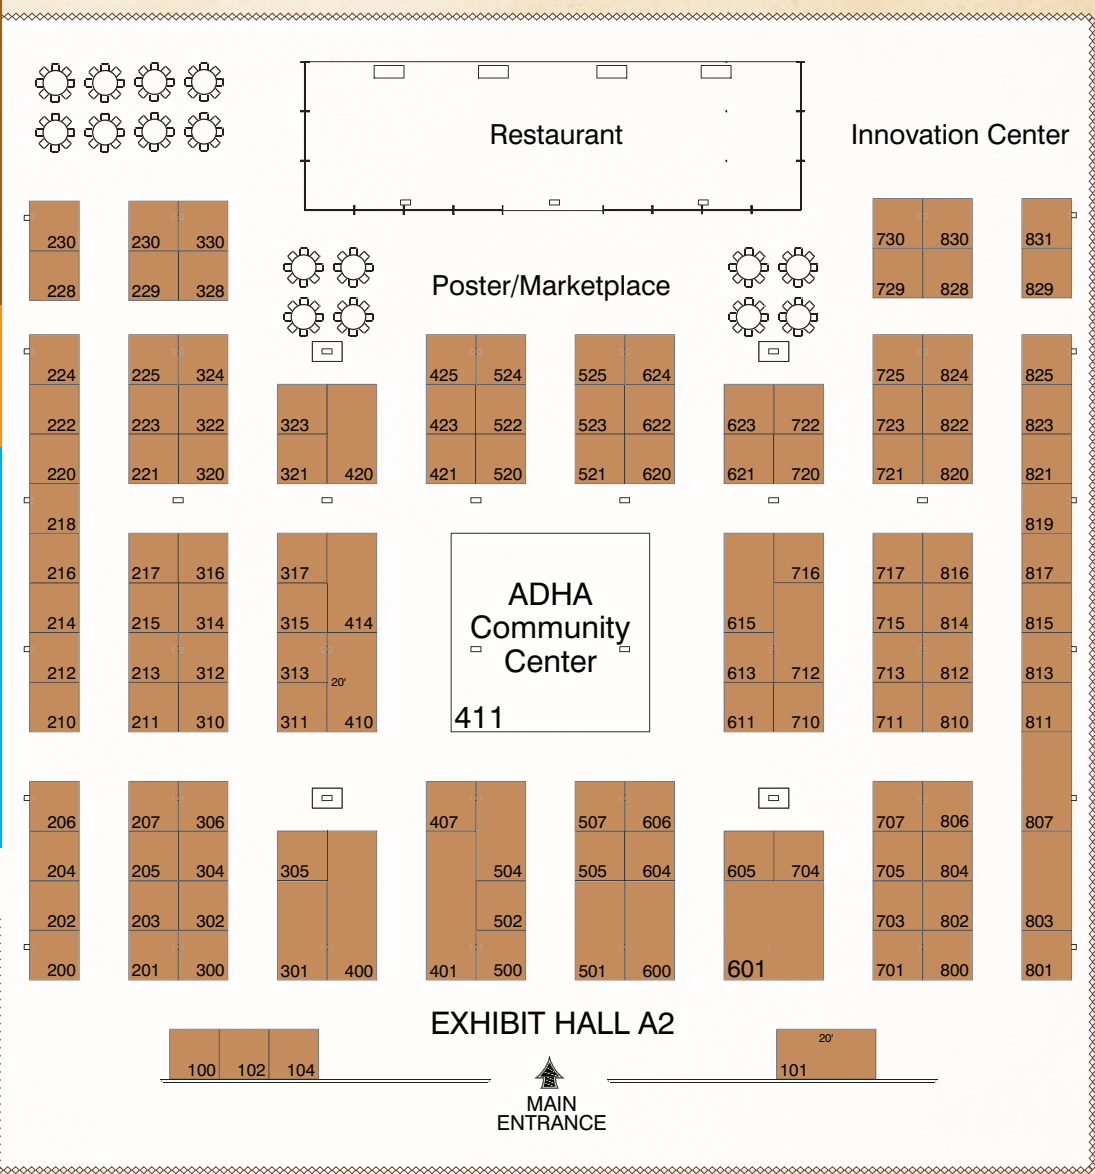 Restaurant
Innovation Center
230 230 330 730 830 831
228 229 328 729 828 829
Poster/Marketplace
224 225 324 425 524 525 624 725 824 825
222 223 322 323 423 522 523 622 623 722 723 822 823
220 221 320 321 420 421 520 521 620 621 720 721 820 821
218 819
216 217 316 317 716 717 816 817
ADHA
Community
Center
411
214 215 314 315 414 615 715 814 815
212 213 312 313 613 712 713 812 813
20'
210 211 310 311 410 611 710 711 810 811
206 207 306 407 507 606 707 806 807
204 205 304 305 504 505 604 605 704 705 804
202 203 302 502 703 802 803
200 201 300 301 400 401 500 501 600 601 701 800 801
EXHIBIT HALL A2
20'
100 102 104 101
MAIN
ENTRANCE